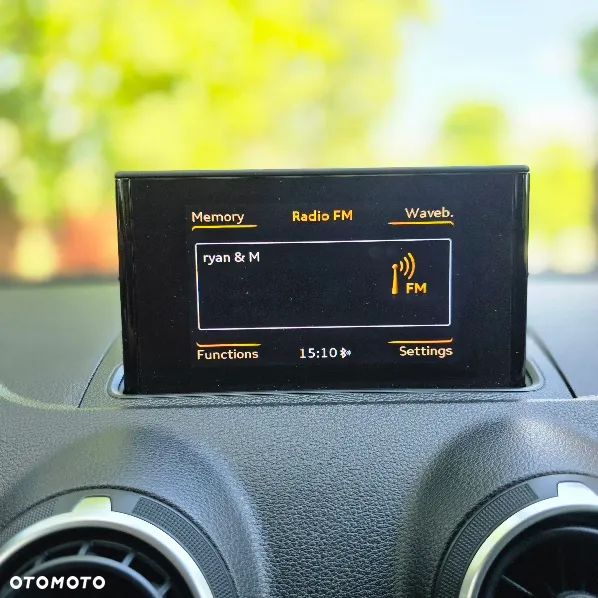 Memory Radio FM Waveb.
ryan & M
FM
Functions 15:10 Settings
OTOMOTO